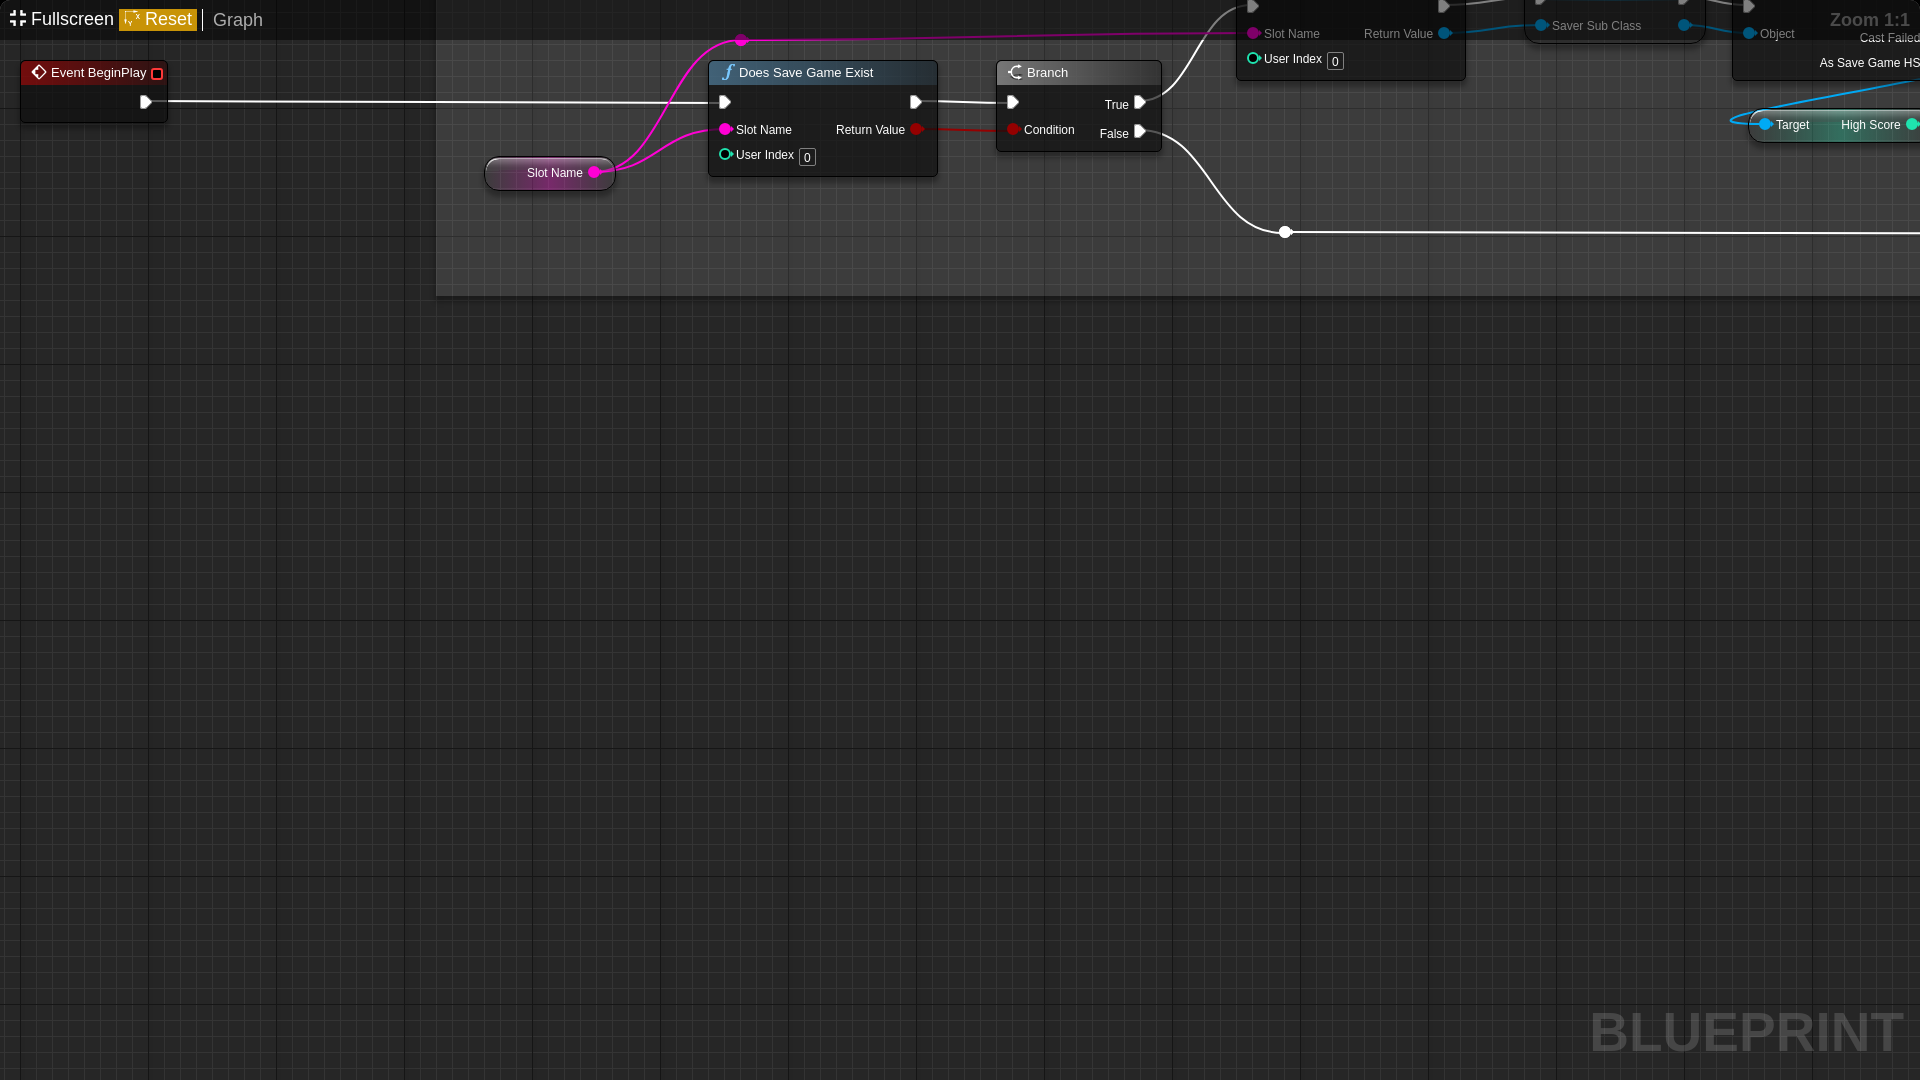 Fullscreen Reset Graph
Zoom 1:1
Slot Name Return Value
Saver Sub Class
Object
Cast Failed
User Index 0
As Save Game HS
Event BeginPlay
Does Save Game Exist
Branch
True
Slot Name Return Value
Condition
False
Target High Score
User Index 0
Slot Name
BLUEPRINT